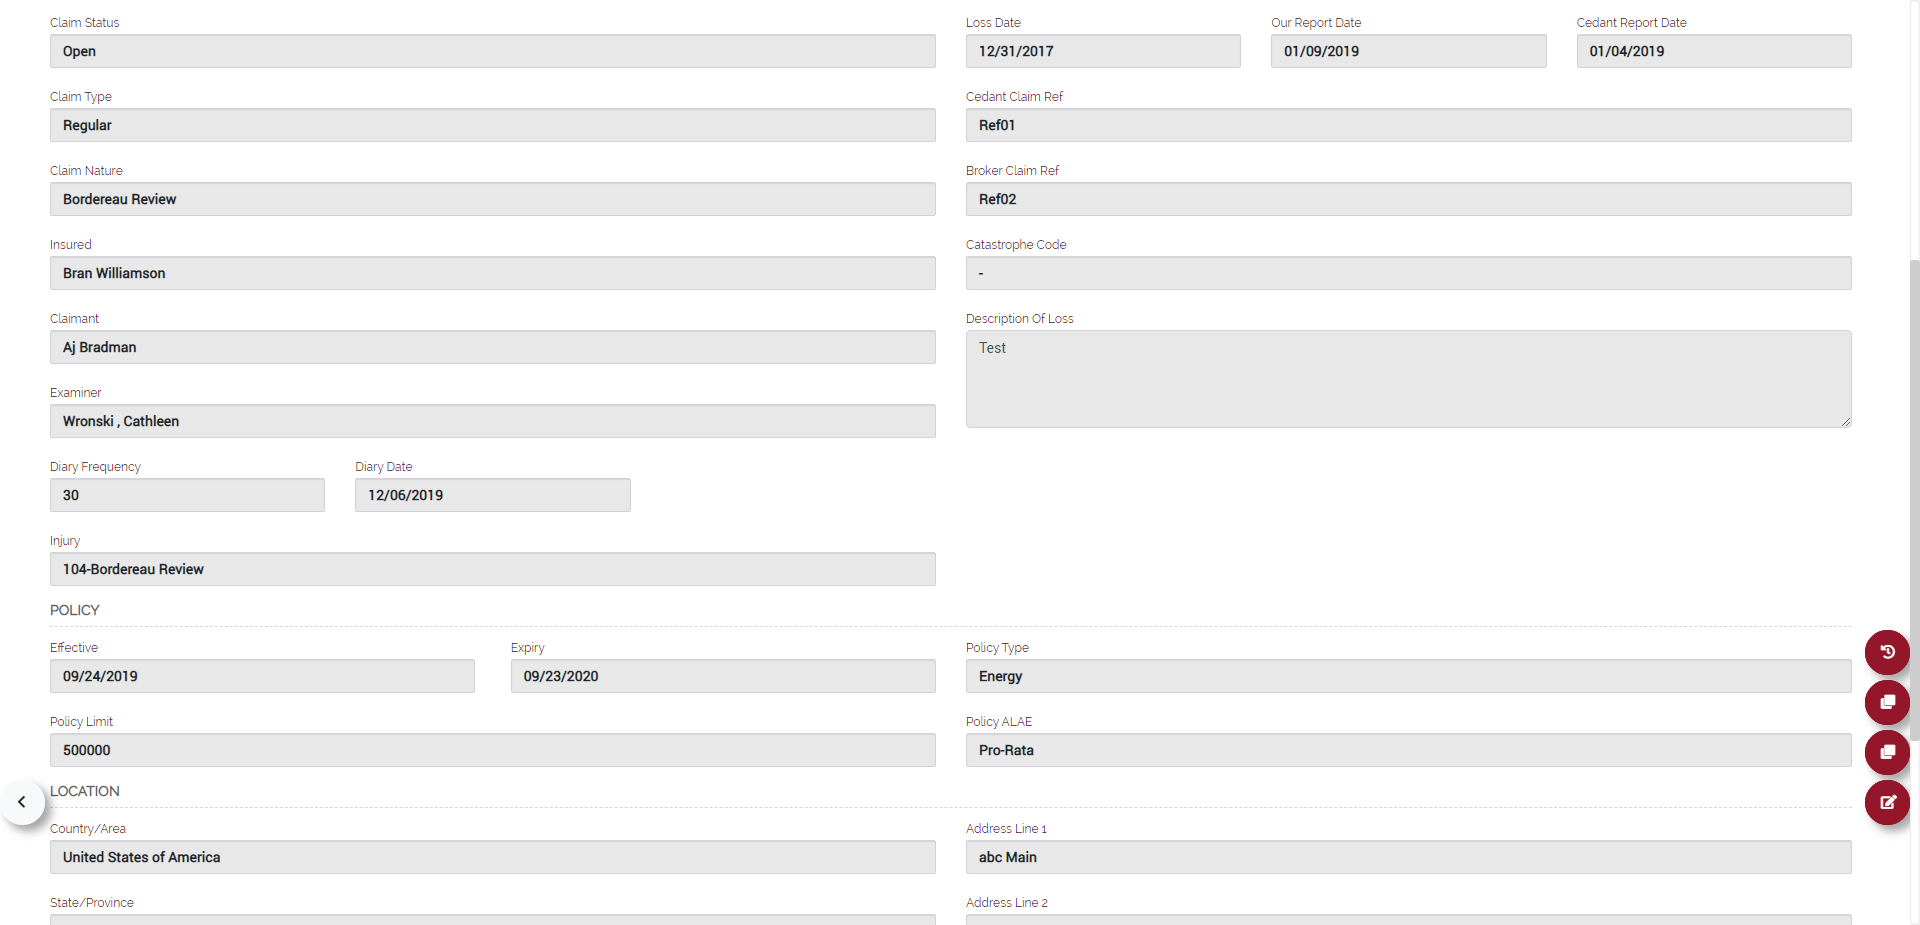 Claim Status
Open
Loss Date
12/31/2017
Our Report Date
01/09/2019
Cedant Report Date
01/04/2019
Claim Type
Regular
Cedant Claim Ref
Ref01
Claim Nature
Bordereau Review
Broker Claim Ref
Ref02
Insured
Bran Williamson
Catastrophe Code
-
Claimant
Aj Bradman
Description Of Loss
Test
Examiner
Wronski , Cathleen
Diary Frequency
30
Diary Date
12/06/2019
Injury
104-Bordereau Review
POLICY
Effective
09/24/2019
Expiry
09/23/2020
Policy Type
Energy
Policy Limit
500000
Policy ALAE
Pro-Rata
LOCATION
Country/Area
United States of America
Address Line 1
abc Main
State/Province
Address Line 2